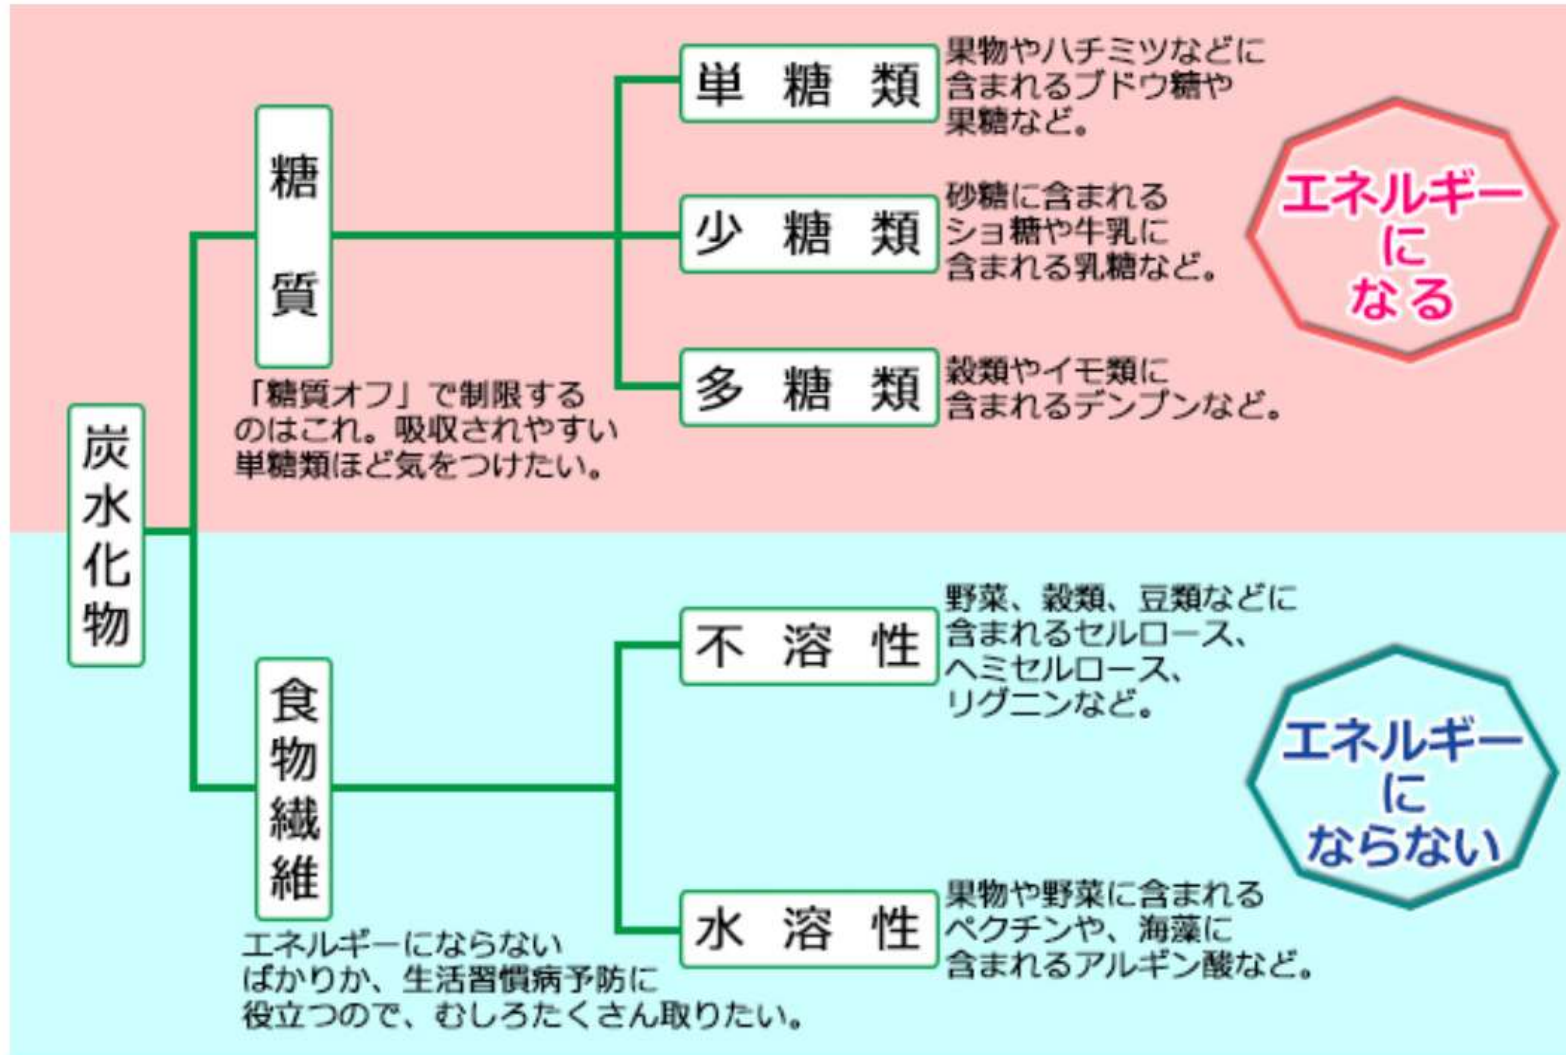 炭水化物
糖質
「糖質オフ」で制限する
のはこれ。吸収されやすい
単糖類ほど気をつけたい。
単糖類
果物やハチミツなどに
含まれるブドウ糖や
果糖など。
少糖類
砂糖に含まれる
ショ糖や牛乳に
含まれる乳糖など。
多糖類
穀類やイモ類に
含まれるデンプンなど。
エネルギー
に
なる
食物繊維
エネルギーにならない
ばかりか、生活習慣病予防に
役立つので、むしろたくさん取りたい。
不溶性
野菜、穀類、豆類などに
含まれるセルロース、
ヘミセルロース、
リグニンなど。
水溶性
果物や野菜に含まれる
ペクチンや、海藻に
含まれるアルギン酸など。
エネルギー
に
ならない